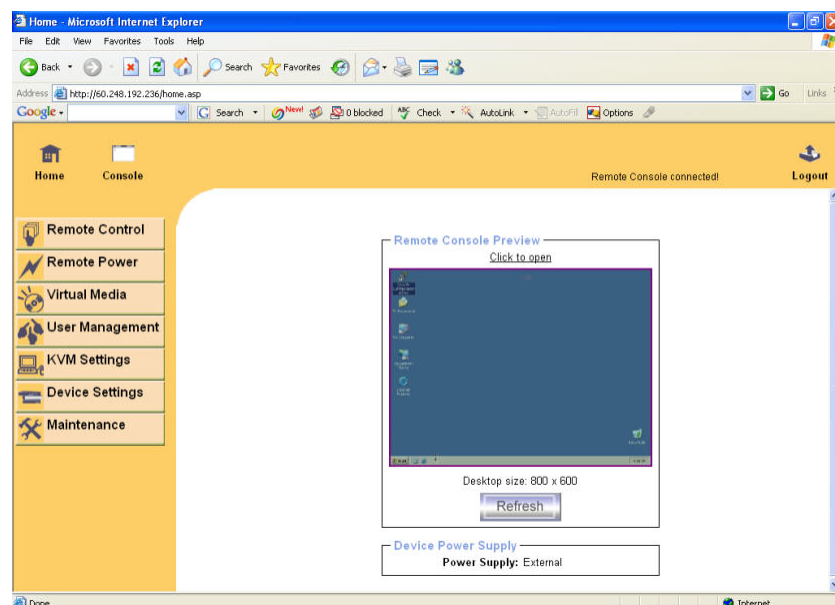 Home - Microsoft Internet Explorer
File Edit View Favorites Tools Help
Back Search Favorites
Address http://60.248.192.236/home.asp Go Links
Google Search New! 0 blocked ABC Check AutoLink AutoFill Options
Home Console Remote Console connected! Logout
Remote Control
Remote Power
Virtual Media
User Management
KVM Settings
Device Settings
Maintenance
Remote Console Preview
Click to open
Desktop size: 800 x 600
Refresh
Device Power Supply
Power Supply: External
Done Internet